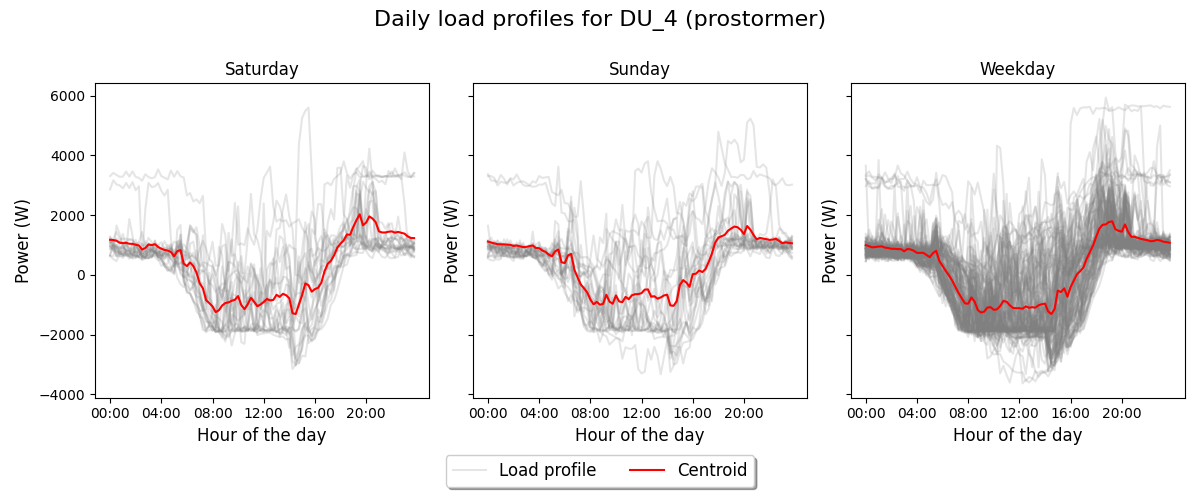 Daily load profiles for DU_4 (prostormer)
Saturday
Sunday
Weekday
Power (W)
6000
4000
2000
0
−2000
−4000
00:00 04:00 08:00 12:00 16:00 20:00
Hour of the day
Power (W)
00:00 04:00 08:00 12:00 16:00 20:00
Hour of the day
Power (W)
00:00 04:00 08:00 12:00 16:00 20:00
Hour of the day
Load profile Centroid